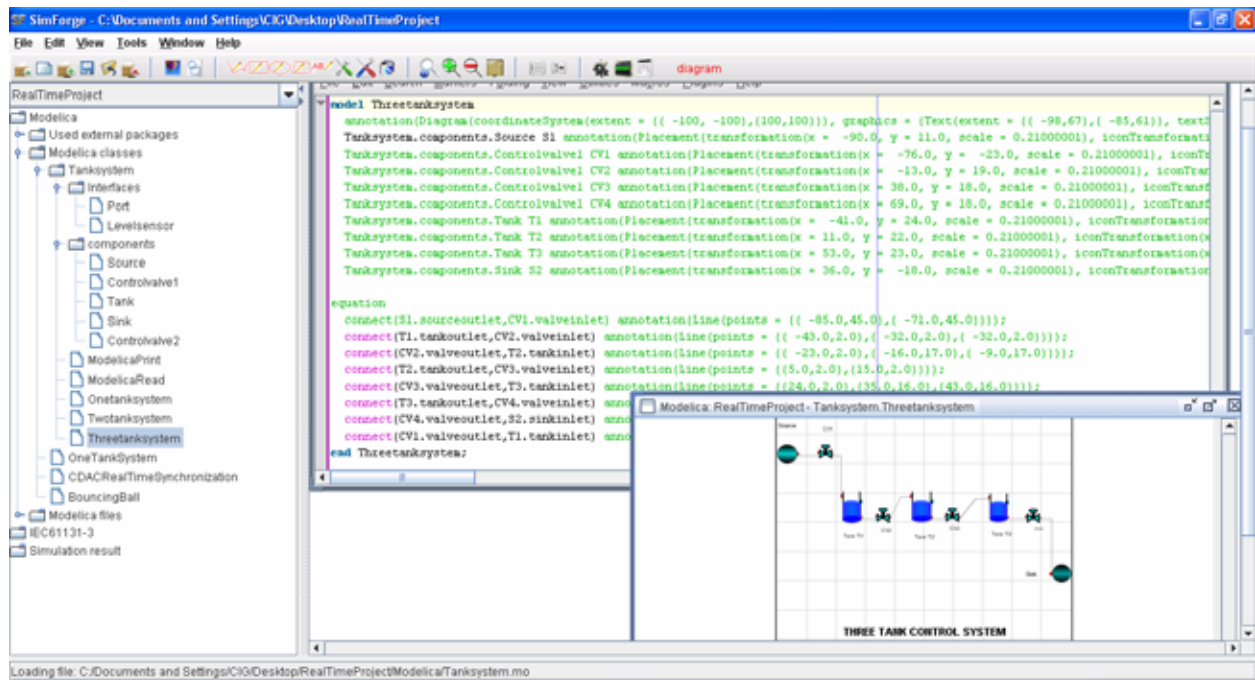 SimForge - C:\Documents and Settings\CIG\Desktop\RealTimeProject
File Edit View Tools Window Help
diagram
RealTimeProject
Modelica
Used external packages
Modelica classes
Tanksystem
Interfaces
Port
Levelsensor
components
Source
Controlvalve1
Tank
Sink
Controlvalve2
ModelicaPrint
ModelicaRead
Onetanksystem
Twotanksystem
Threetanksystem
OneTankSystem
CDACRealTimeSynchronization
BouncingBall
Modelica files
IEC61131-3
Simulation result
model Threetanksystem
annotation(Diagram(coordinateSystem(extent = (( -100, -100),(100,100))), graphics = (Text(extent = (( -98,67),( -85,61)), textS
Tanksystem.components.Source S1 annotation(Placement(transformation(x = -90.0, y = 11.0, scale = 0.21000001), iconTransformati
Tanksystem.components.Controlvalve1 CV1 annotation(Placement(transformation(x = -76.0, y = -23.0, scale = 0.21000001), iconTr
Tanksystem.components.Controlvalve1 CV2 annotation(Placement(transformation(x = -13.0, y = 19.0, scale = 0.21000001), iconTran
Tanksystem.components.Controlvalve1 CV3 annotation(Placement(transformation(x = 38.0, y = 18.0, scale = 0.21000001), iconTransf
Tanksystem.components.Controlvalve1 CV4 annotation(Placement(transformation(x = 69.0, y = 18.0, scale = 0.21000001), iconTransf
Tanksystem.components.Tank T1 annotation(Placement(transformation(x = -41.0, y = 24.0, scale = 0.21000001), iconTransformation
Tanksystem.components.Tank T2 annotation(Placement(transformation(x = 11.0, y = 22.0, scale = 0.21000001), iconTransformation(x
Tanksystem.components.Tank T3 annotation(Placement(transformation(x = 53.0, y = 23.0, scale = 0.21000001), iconTransformation(x
Tanksystem.components.Sink S2 annotation(Placement(transformation(x = 36.0, y = -18.0, scale = 0.21000001), iconTransformation
equation
connect(S1.sourceoutlet,CV1.valveinlet) annotation(Line(points = (( -85.0,45.0),( -71.0,45.0))));
connect(T1.tankoutlet,CV2.valveinlet) annotation(Line(points = (( -43.0,2.0),( -32.0,2.0),( -32.0,2.0))));
connect(CV2.valveoutlet,T2.tankinlet) annotation(Line(points = (( -23.0,2.0),( -16.0,17.0),( -9.0,17.0))));
connect(T2.tankoutlet,CV3.valveinlet) annotation(Line(points = ((5.0,2.0),(15.0,2.0))));
connect(CV3.valveoutlet,T3.tankinlet) annotation(Line(points = ((24.0,2.0),(35.0,16.0),(43.0,16.0))));
connect(T3.tankoutlet,CV4.valveinlet) anno
connect(CV4.valveoutlet,S2.sinkinlet) anno
connect(CV1.valveoutlet,T1.tankinlet) anno
end Threetanksystem;
Modelica: RealTimeProject - Tanksystem.Threetanksystem
Source
THREE TANK CONTROL SYSTEM
Loading file: C:/Documents and Settings/CIG/Desktop/RealTimeProject/Modelica/Tanksystem.mo